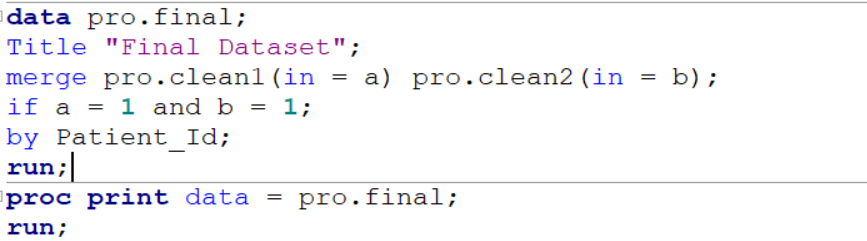 data pro.final;
Title "Final Dataset";
merge pro.clean1(in = a) pro.clean2(in = b);
if a = 1 and b = 1;
by Patient_Id;
run;
proc print data = pro.final;
run;